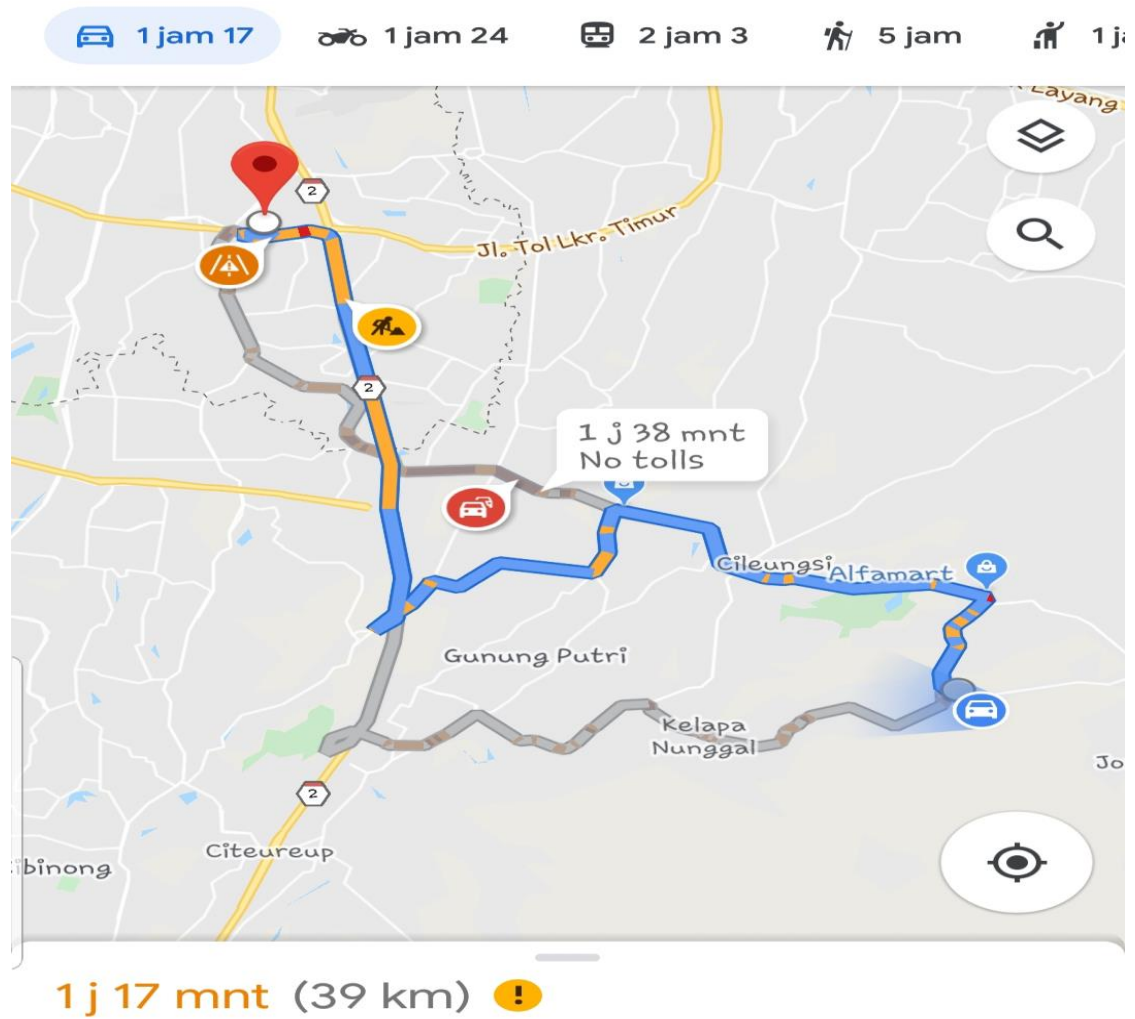 1 jam 17
1 jam 24
2 jam 3
5 jam
Layang
2
Jl. Tol Lkr. Timur
2
1 j 38 mnt
No tolls
Cileungsi
Alfamart
Gunung Putri
Kelapa
Nunggal
2
Citeureup
1 j 17 mnt (39 km) !